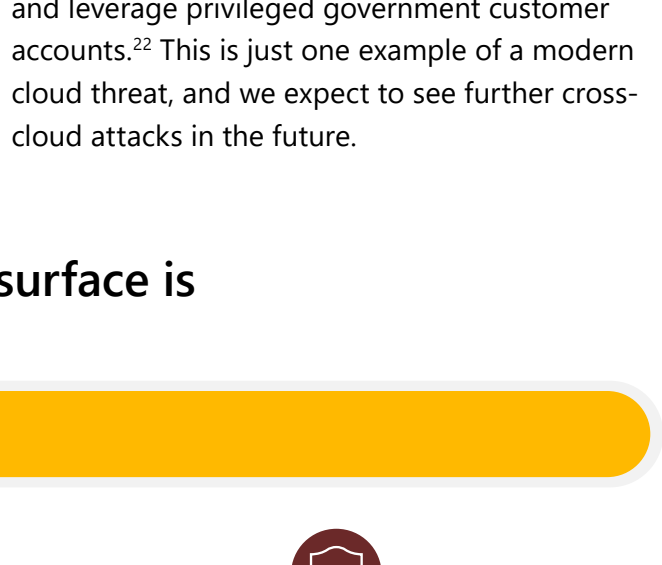 and leverage privileged government customer
accounts.22 This is just one example of a modern
cloud threat, and we expect to see further cross-
cloud attacks in the future.
surface is